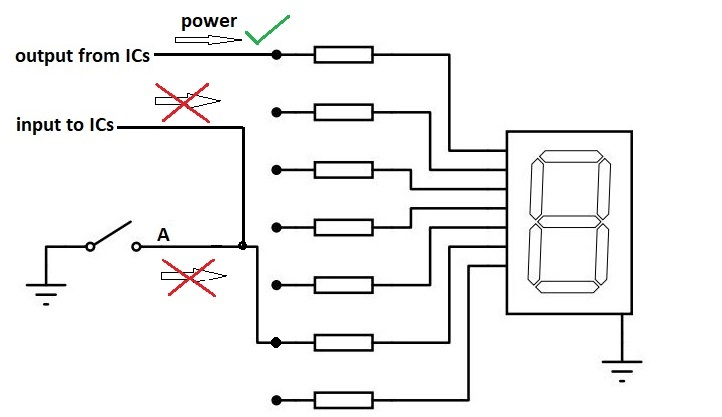 power
output from ICs
input to ICs
A